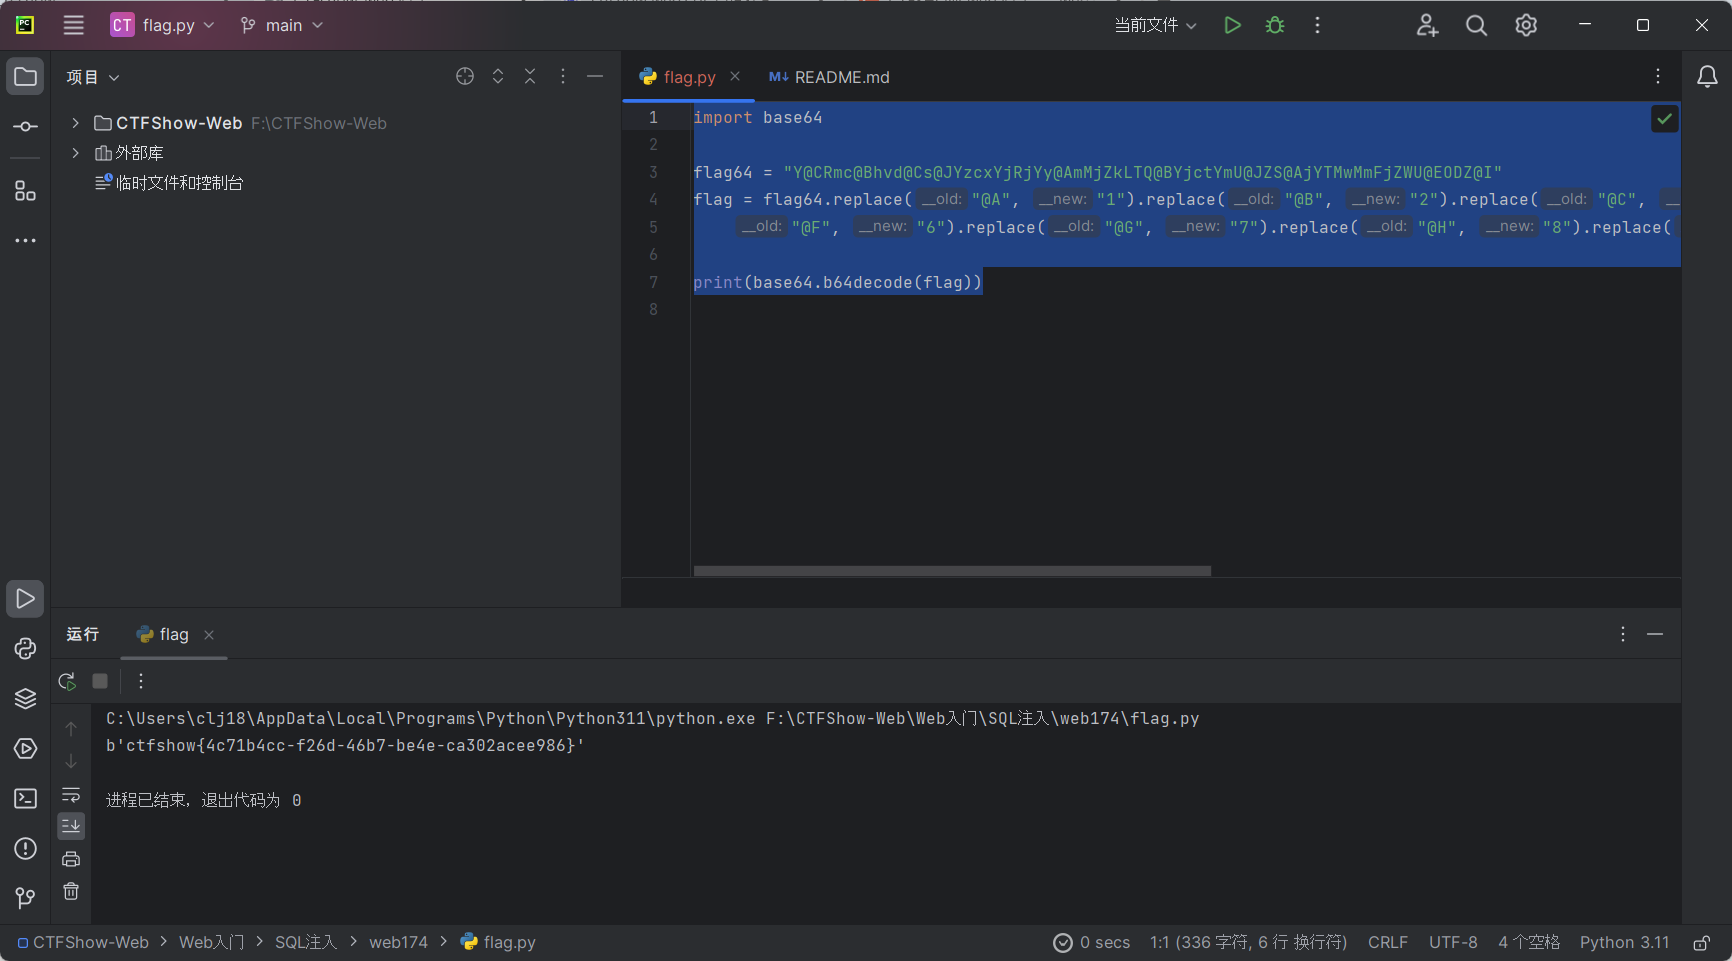 CT flag.py main 当前文件
项目
CTFShow-Web F:\CTFShow-Web
外部库
临时文件和控制台
flag.py README.md
1 import base64
2
3 flag64 = "Y@CRmc@Bhvd@Cs@JYzcxYjRjYy@AmMjZkLTQ@BYjctYmU@JZS@AjYTMwMmFjZWU@EODZ@I"
4 flag = flag64.replace( __old: "@A", __new: "1").replace( __old: "@B", __new: "2").replace( __old: "@C",
5 __old: "@F", __new: "6").replace( __old: "@G", __new: "7").replace( __old: "@H", __new: "8").replace(
6
7 print(base64.b64decode(flag))
8
运行 flag
C:\Users\clj18\AppData\Local\Programs\Python\Python311\python.exe F:\CTFShow-Web\Web入门\SQL注入\web174\flag.py
b'ctfshow{4c71b4cc-f26d-46b7-be4e-ca302acee986}'
进程已结束，退出代码为 0
CTFShow-Web > Web入门 > SQL注入 > web174 > flag.py 0 secs 1:1 (336 字符, 6 行 换行符) CRLF UTF-8 4 个空格 Python 3.11